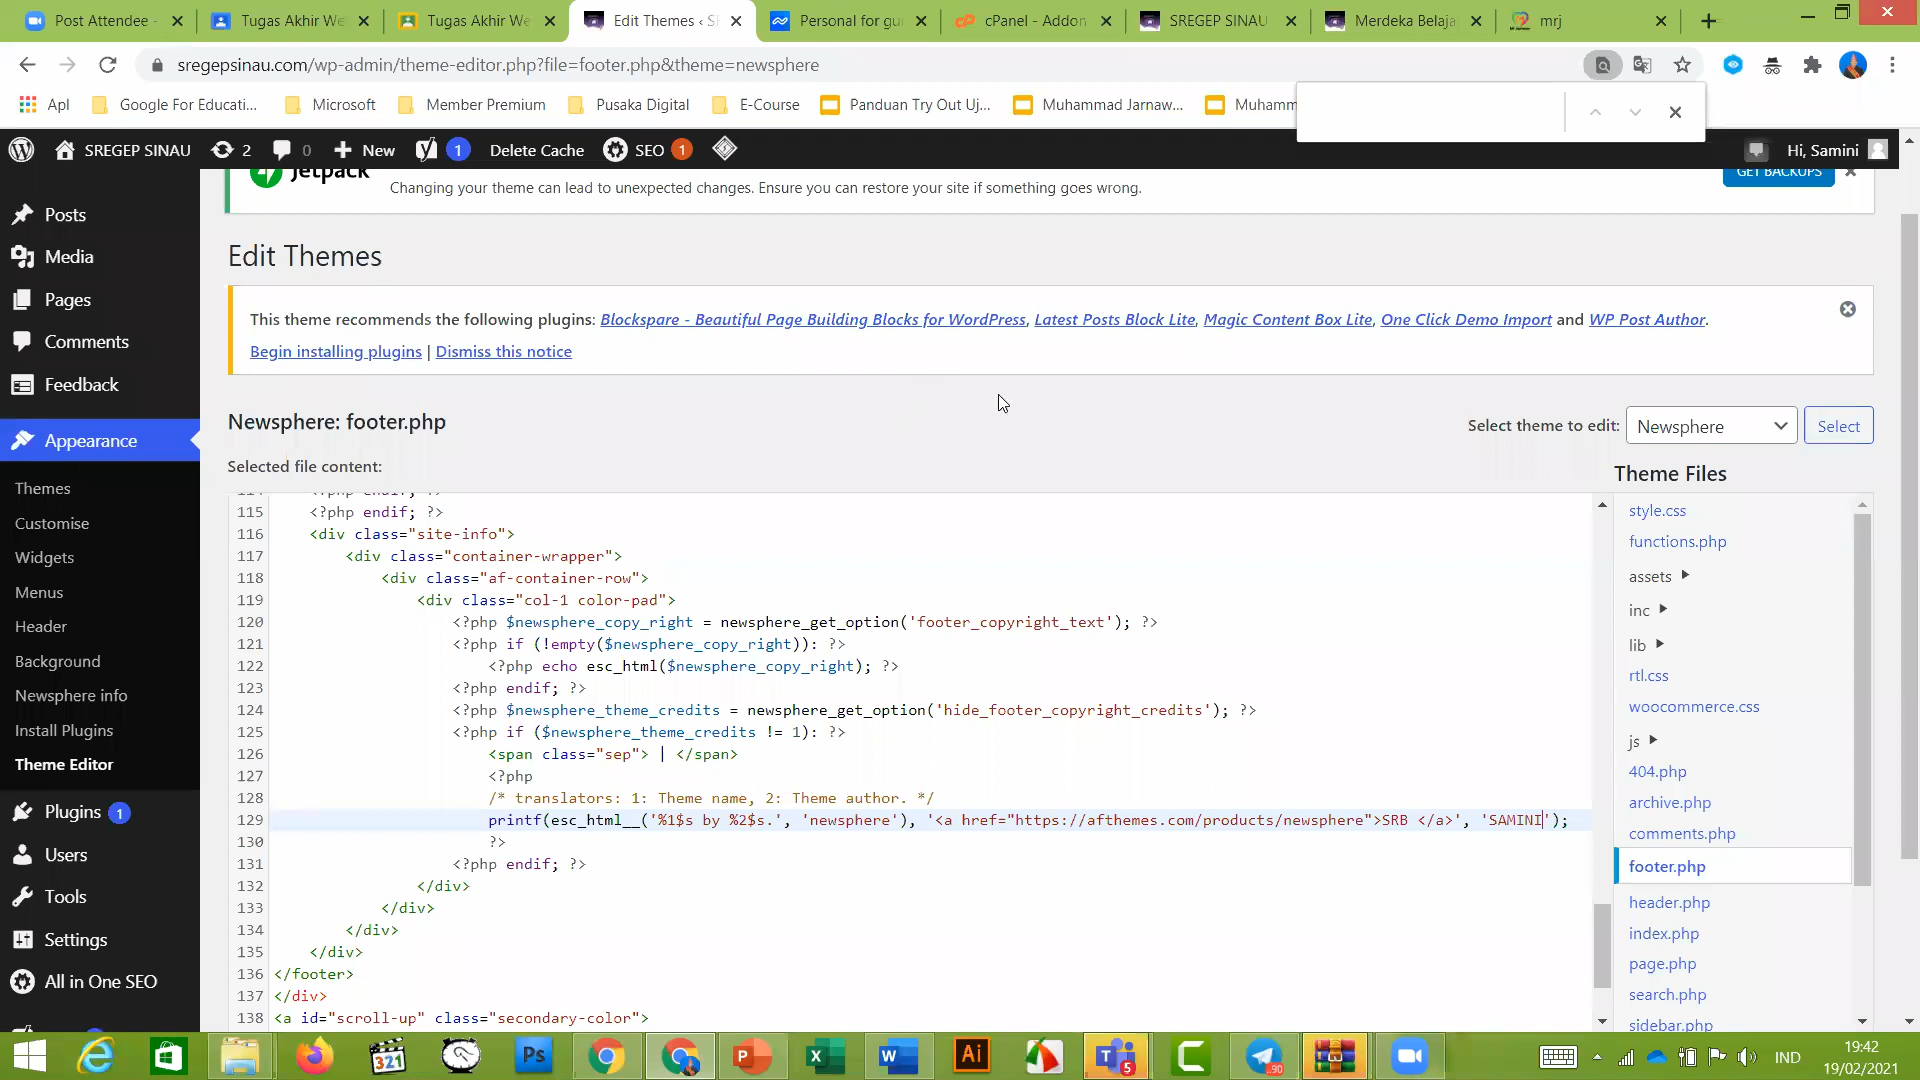 Post Attendee -
Tugas Akhir We
Tugas Akhir We
Edit Themes ‹ SR
Personal for gur
cPanel - Addon
SREGEP SINAU
Merdeka Belaja
mrj
sregepsinau.com/wp-admin/theme-editor.php?file=footer.php&theme=newsphere
Apl
Google For Educati...
Microsoft
Member Premium
Pusaka Digital
E-Course
Panduan Try Out Uj...
Muhammad Jarnaw...
Muhamm
SREGEP SINAU
2
0
New
1
Delete Cache
SEO 1
Hi, Samini
Jetpack
Changing your theme can lead to unexpected changes. Ensure you can restore your site if something goes wrong.
GET BACKUPS
Posts
Media
Pages
Comments
Feedback
Appearance
Themes
Customise
Widgets
Menus
Header
Background
Newsphere info
Install Plugins
Theme Editor
Plugins 1
Users
Tools
Settings
All in One SEO
Edit Themes
This theme recommends the following plugins: Blockspare - Beautiful Page Building Blocks for WordPress, Latest Posts Block Lite, Magic Content Box Lite, One Click Demo Import and WP Post Author.
Begin installing plugins | Dismiss this notice
Newsphere: footer.php
Select theme to edit: Newsphere Select
Selected file content:
114 <?php endif; ?>
115 <?php endif; ?>
116 <div class="site-info">
117 <div class="container-wrapper">
118 <div class="af-container-row">
119 <div class="col-1 color-pad">
120 <?php $newsphere_copy_right = newsphere_get_option('footer_copyright_text'); ?>
121 <?php if (!empty($newsphere_copy_right)): ?>
122 <?php echo esc_html($newsphere_copy_right); ?>
123 <?php endif; ?>
124 <?php $newsphere_theme_credits = newsphere_get_option('hide_footer_copyright_credits'); ?>
125 <?php if ($newsphere_theme_credits != 1): ?>
126 <span class="sep"> | </span>
127 <?php
128 /* translators: 1: Theme name, 2: Theme author. */
129 printf(esc_html__('%1$s by %2$s.', 'newsphere'), '<a href="https://afthemes.com/products/newsphere">SRB </a>', 'SAMINI');
130 ?>
131 <?php endif; ?>
132 </div>
133 </div>
134 </div>
135 </div>
136 </footer>
137 </div>
138 <a id="scroll-up" class="secondary-color">
Theme Files
style.css
functions.php
assets
inc
lib
rtl.css
woocommerce.css
js
404.php
archive.php
comments.php
footer.php
header.php
index.php
page.php
search.php
sidebar.php
321
Ps
Ai
5
90
IND
19:42
19/02/2021